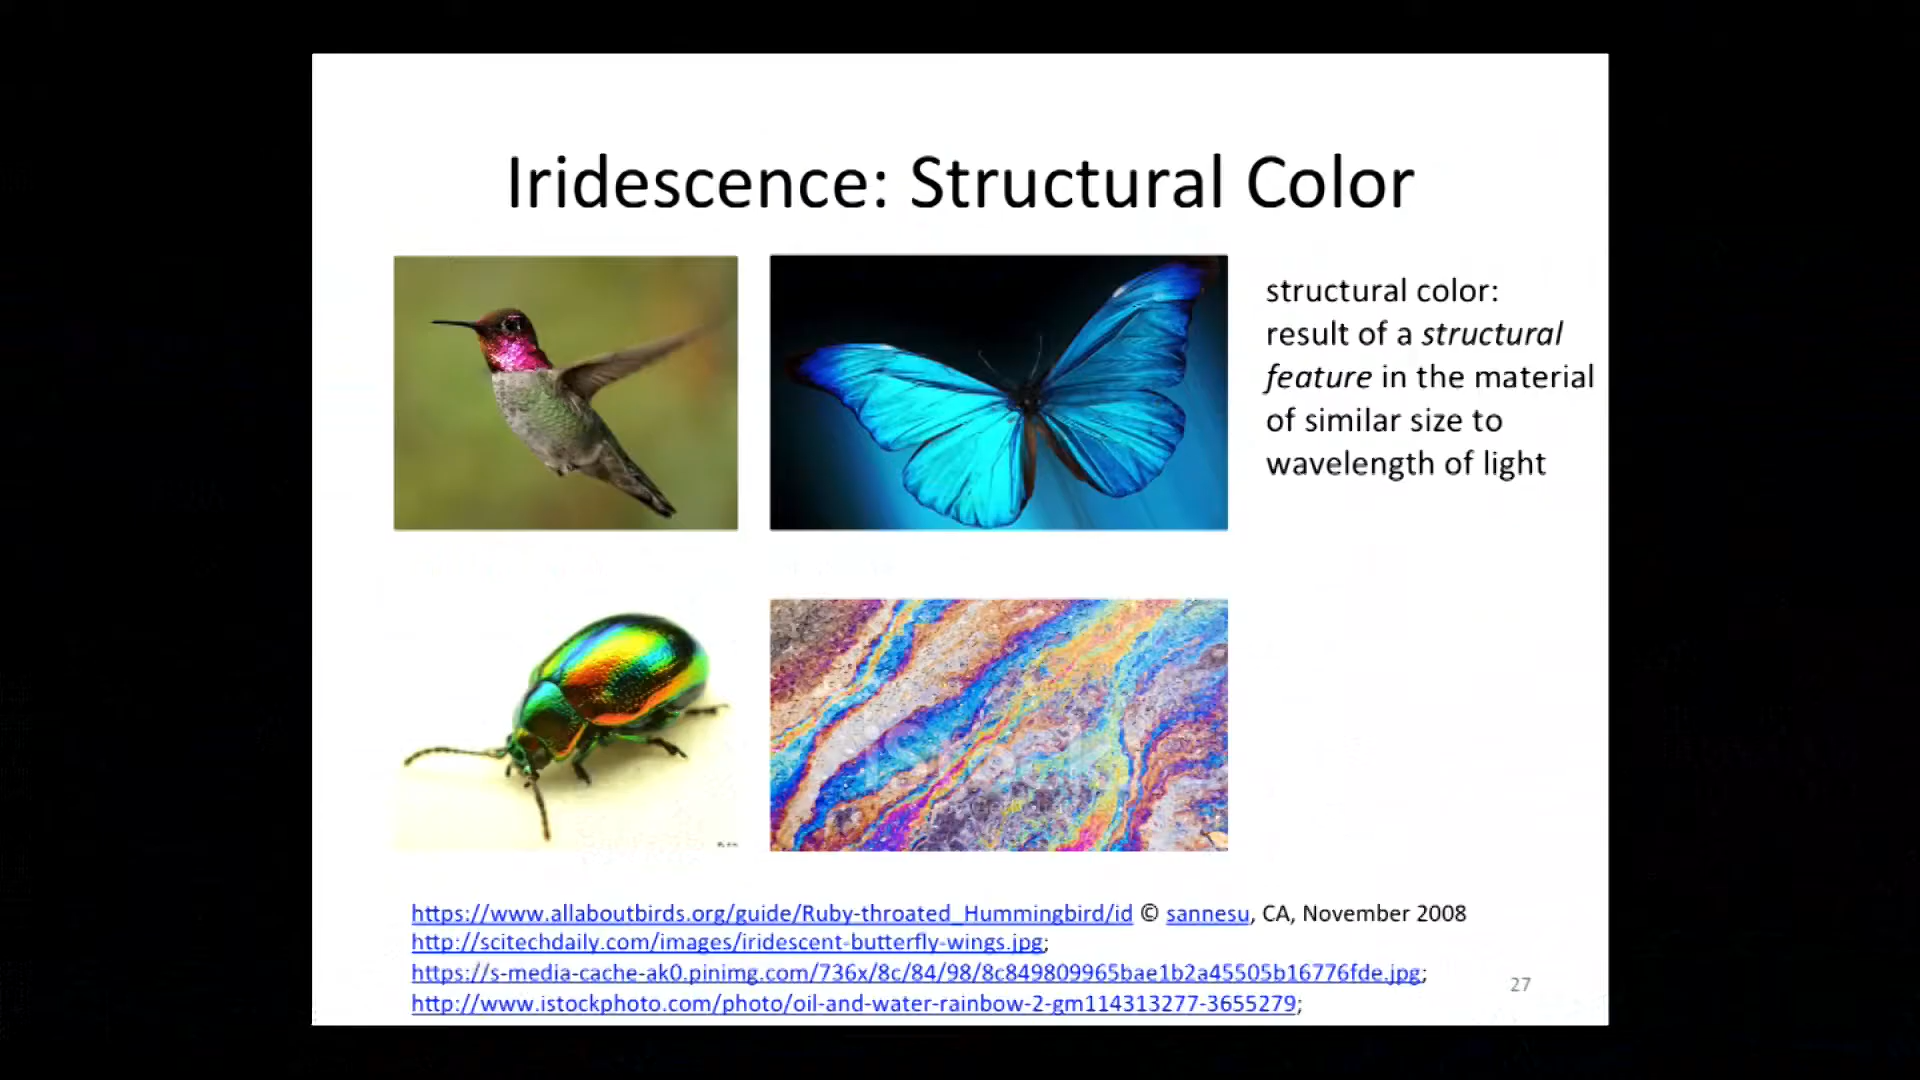 Iridescence: Structural Color
structural color:
result of a structural
feature in the material
of similar size to
wavelength of light
iStock
https://www.allaboutbirds.org/guide/Ruby-throated_Hummingbird/id © sannesu, CA, November 2008
http://scitechdaily.com/images/iridescent-butterfly-wings.jpg;
https://s-media-cache-ak0.pinimg.com/736x/8c/84/98/8c849809965bae1b2a45505b16776fde.jpg;
http://www.istockphoto.com/photo/oil-and-water-rainbow-2-gm114313277-3655279;
27